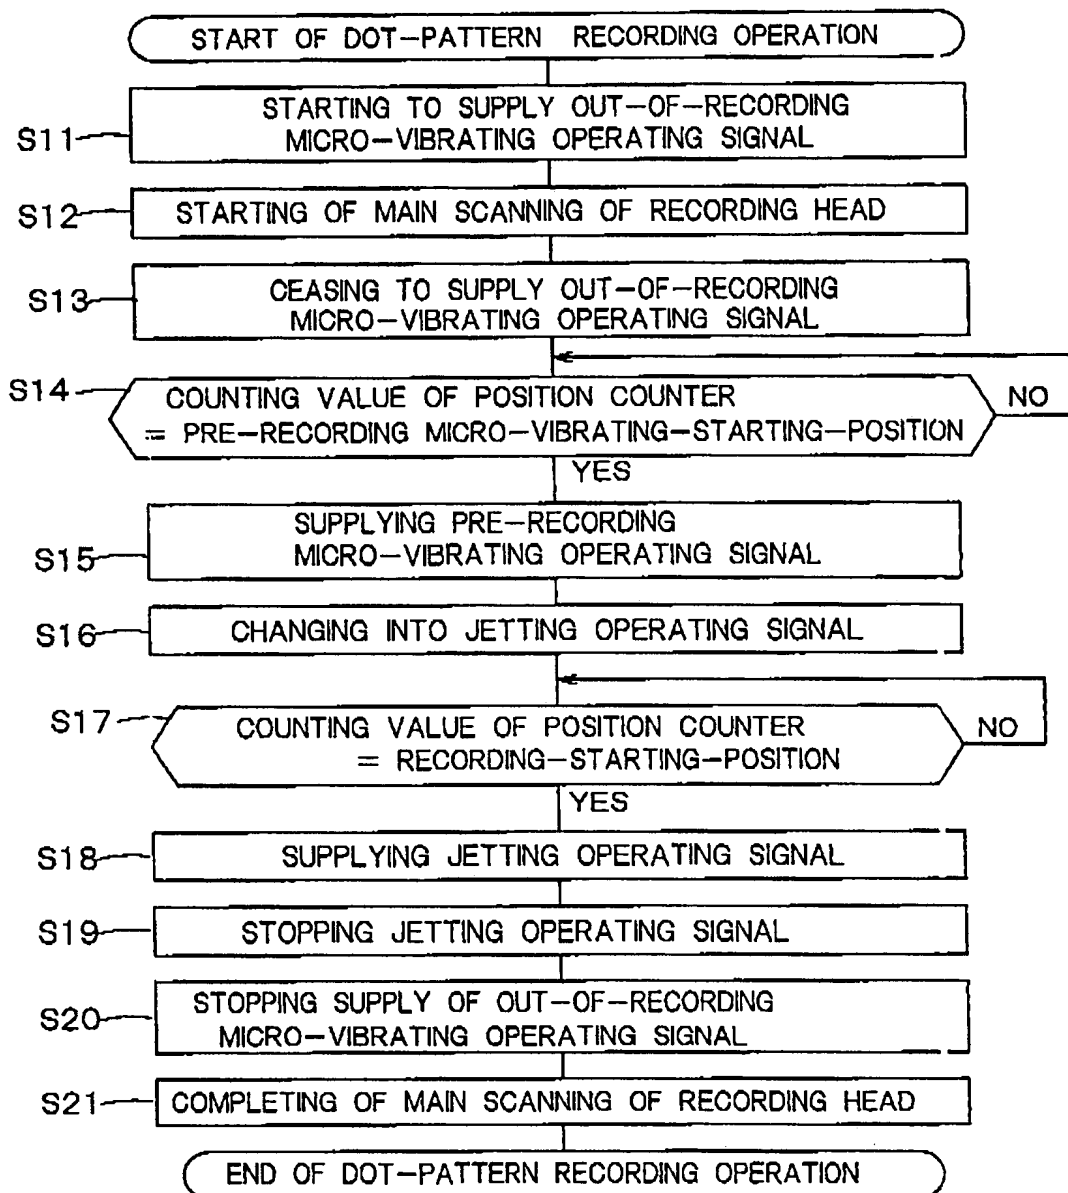 START OF DOT-PATTERN RECORDING OPERATION
S11
STARTING TO SUPPLY OUT-OF-RECORDING
MICRO-VIBRATING OPERATING SIGNAL
S12
STARTING OF MAIN SCANNING OF RECORDING HEAD
S13
CEASING TO SUPPLY OUT-OF-RECORDING
MICRO-VIBRATING OPERATING SIGNAL
S14
COUNTING VALUE OF POSITION COUNTER
= PRE-RECORDING MICRO-VIBRATING-STARTING-POSITION
NO
YES
S15
SUPPLYING PRE-RECORDING
MICRO-VIBRATING OPERATING SIGNAL
S16
CHANGING INTO JETTING OPERATING SIGNAL
S17
COUNTING VALUE OF POSITION COUNTER
= RECORDING-STARTING-POSITION
NO
YES
S18
SUPPLYING JETTING OPERATING SIGNAL
S19
STOPPING JETTING OPERATING SIGNAL
S20
STOPPING SUPPLY OF OUT-OF-RECORDING
MICRO-VIBRATING OPERATING SIGNAL
S21
COMPLETING OF MAIN SCANNING OF RECORDING HEAD
END OF DOT-PATTERN RECORDING OPERATION